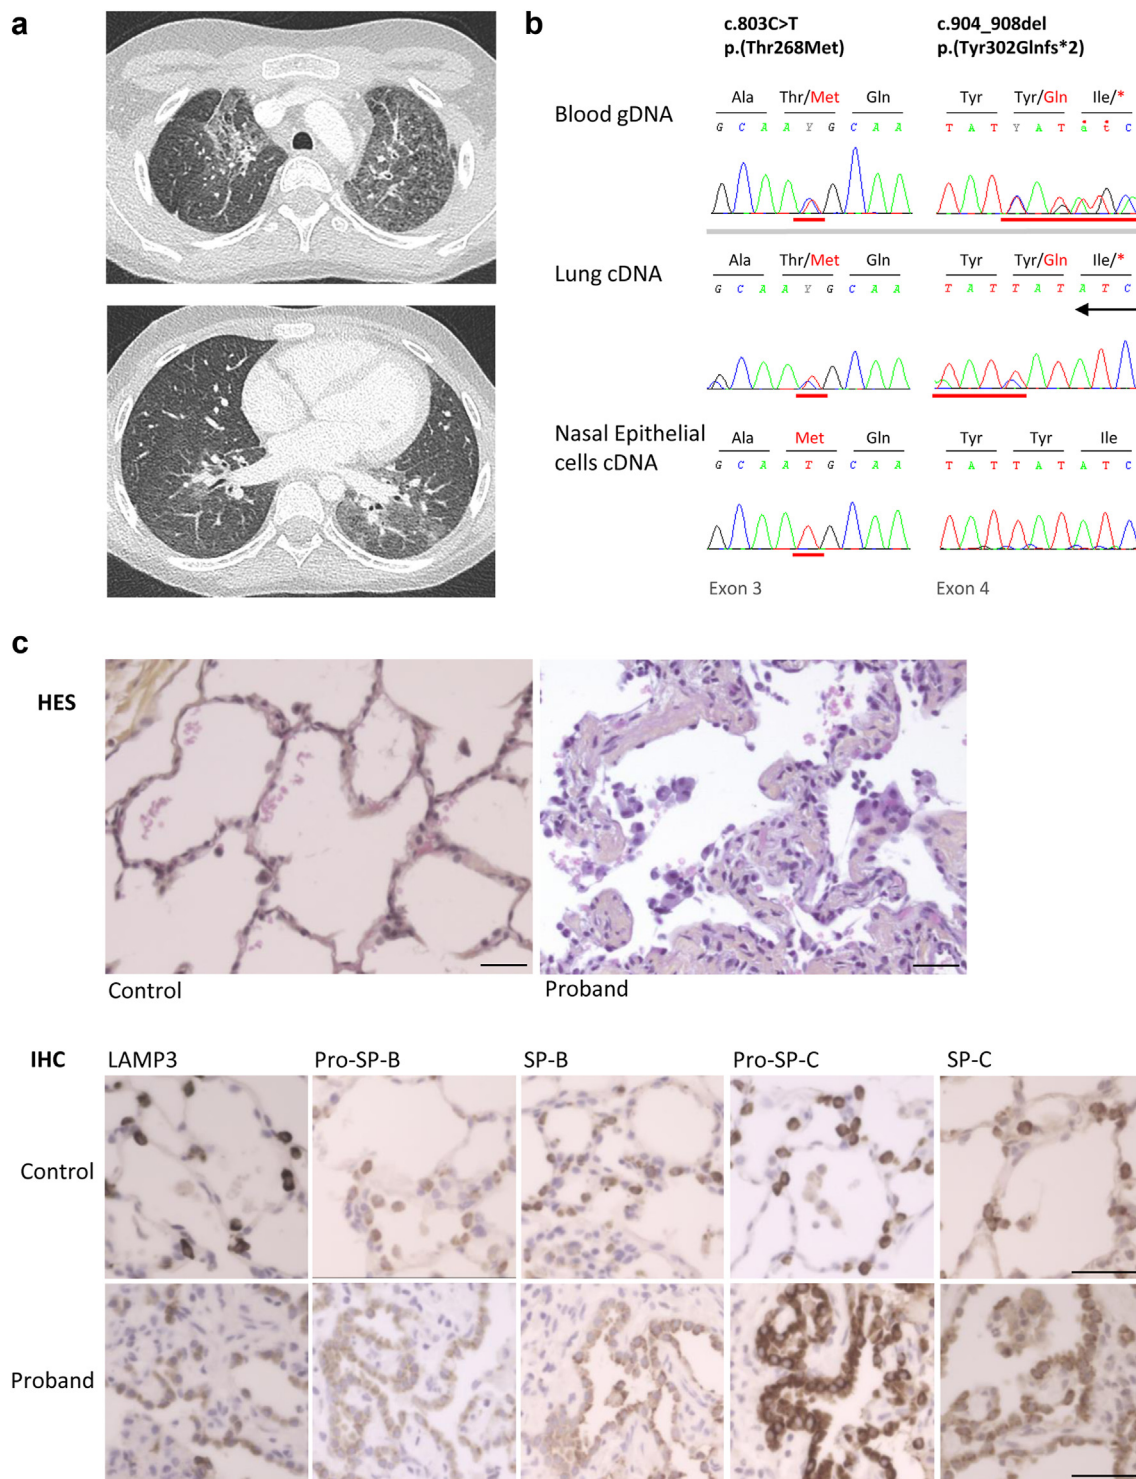 a
b
c.803C>T
p.(Thr268Met)
c.904_908del
p.(Tyr302Glnfs*2)
Blood gDNA
Ala Thr/Met Gln
G C A A Y G C A A
Tyr Tyr/Gln Ile/*
T A T Y A T a t C
Lung cDNA
Ala Thr/Met Gln
G C A A Y G C A A
Tyr Tyr/Gln Ile/*
T A T T A T A T C
Nasal Epithelial
cells cDNA
Ala Met Gln
G C A A T G C A A
Tyr Tyr Ile
T A T T A T A T C
Exon 3
Exon 4
c
HES
Control
Proband
IHC
LAMP3
Pro-SP-B
SP-B
Pro-SP-C
SP-C
Control
Proband